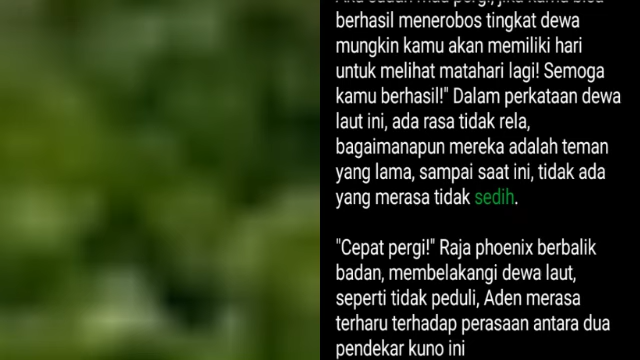 berhasil menerobos tingkat dewa
mungkin kamu akan memiliki hari
untuk melihat matahari lagi! Semoga
kamu berhasil!" Dalam perkataan dewa
laut ini, ada rasa tidak rela,
bagaimanapun mereka adalah teman
yang lama, sampai saat ini, tidak ada
yang merasa tidak sedih.
"Cepat pergi!" Raja phoenix berbalik
badan, membelakangi dewa laut,
seperti tidak peduli, Aden merasa
terharu terhadap perasaan antara dua
pendekar kuno ini